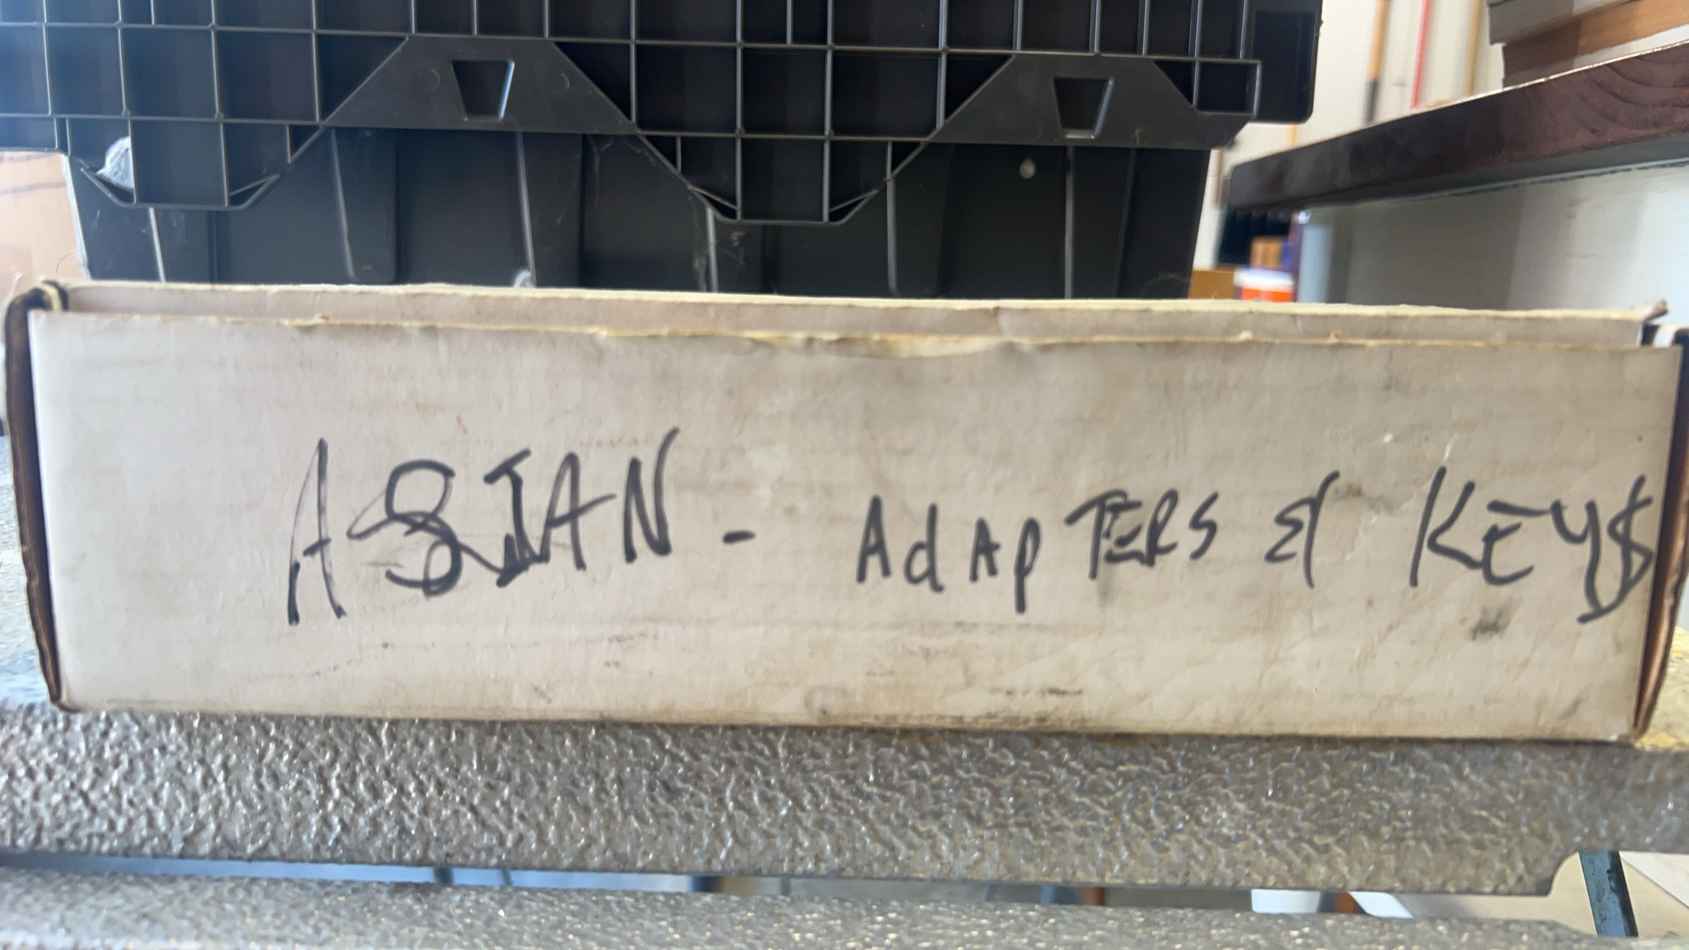 ASIAN - AdApTERS & KEYS